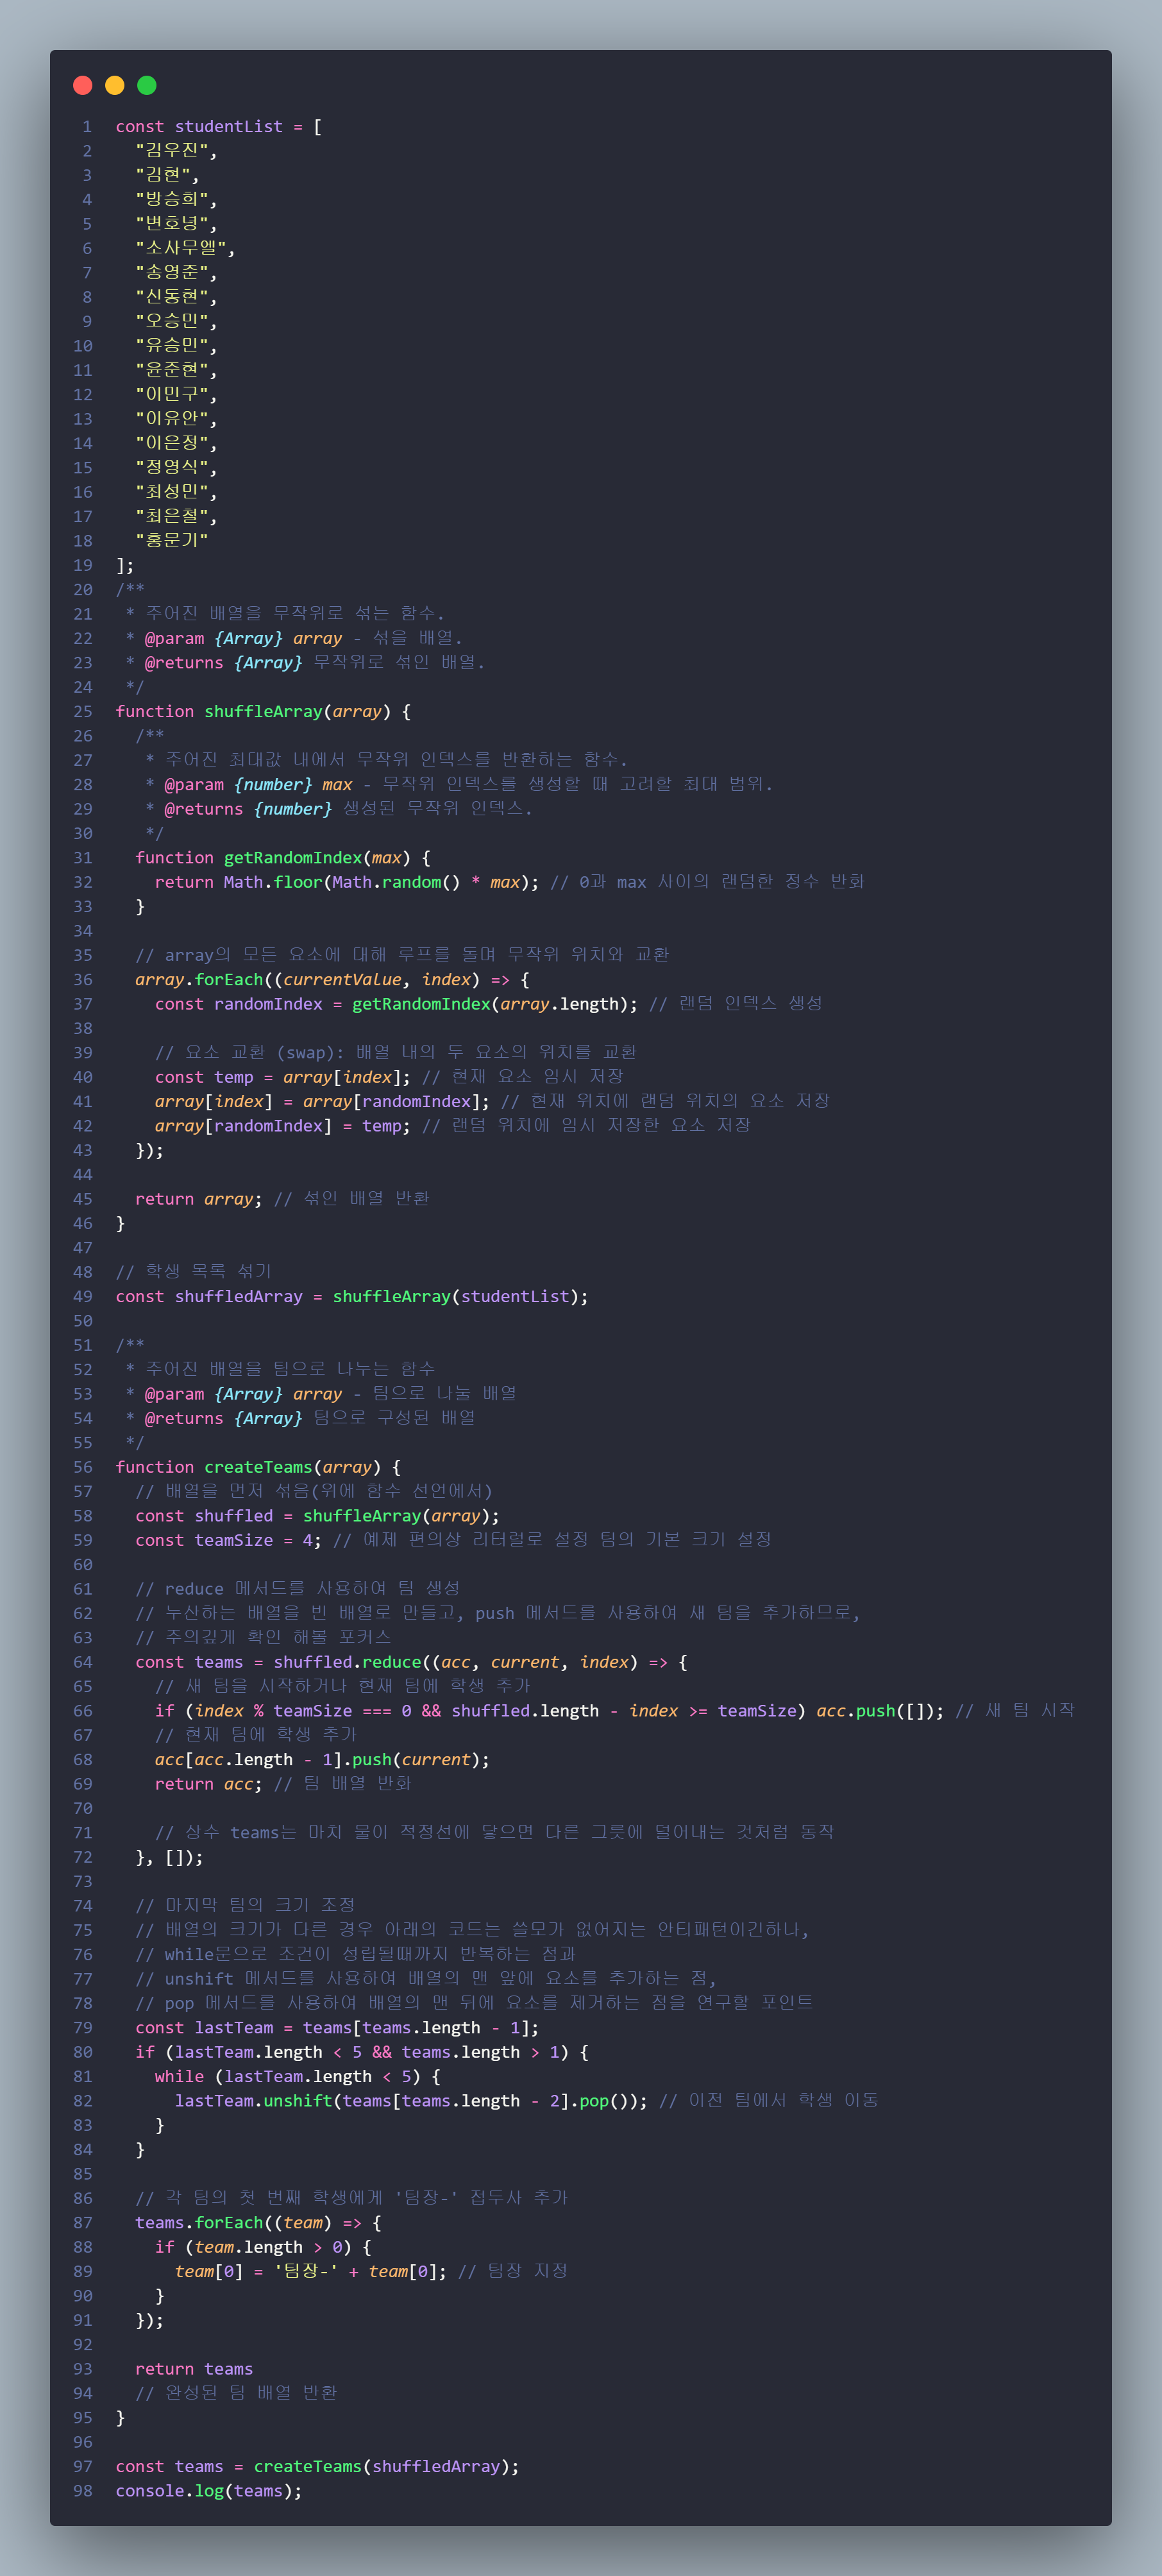 1 const studentList = [
2 "김우진",
3 "김현",
4 "방승희",
5 "변호녕",
6 "소사무엘",
7 "송영준",
8 "신동현",
9 "오승민",
10 "유승민",
11 "윤준현",
12 "이민구",
13 "이유안",
14 "이은정",
15 "정영식",
16 "최성민",
17 "최은철",
18 "홍문기"
19 ];
20 /**
21 * 주어진 배열을 무작위로 섞는 함수.
22 * @param {Array} array - 섞을 배열.
23 * @returns {Array} 무작위로 섞인 배열.
24 */
25 function shuffleArray(array) {
26 /**
27 * 주어진 최대값 내에서 무작위 인덱스를 반환하는 함수.
28 * @param {number} max - 무작위 인덱스를 생성할 때 고려할 최대 범위.
29 * @returns {number} 생성된 무작위 인덱스.
30 */
31 function getRandomIndex(max) {
32 return Math.floor(Math.random() * max); // 0과 max 사이의 랜덤한 정수 반화
33 }
34
35 // array의 모든 요소에 대해 루프를 돌며 무작위 위치와 교환
36 array.forEach((currentValue, index) => {
37 const randomIndex = getRandomIndex(array.length); // 랜덤 인덱스 생성
38
39 // 요소 교환 (swap): 배열 내의 두 요소의 위치를 교환
40 const temp = array[index]; // 현재 요소 임시 저장
41 array[index] = array[randomIndex]; // 현재 위치에 랜덤 위치의 요소 저장
42 array[randomIndex] = temp; // 랜덤 위치에 임시 저장한 요소 저장
43 });
44
45 return array; // 섞인 배열 반환
46 }
47
48 // 학생 목록 섞기
49 const shuffledArray = shuffleArray(studentList);
50
51 /**
52 * 주어진 배열을 팀으로 나누는 함수
53 * @param {Array} array - 팀으로 나눌 배열
54 * @returns {Array} 팀으로 구성된 배열
55 */
56 function createTeams(array) {
57 // 배열을 먼저 섞음(위에 함수 선언에서)
58 const shuffled = shuffleArray(array);
59 const teamSize = 4; // 예제 편의상 리터럴로 설정 팀의 기본 크기 설정
60
61 // reduce 메서드를 사용하여 팀 생성
62 // 누산하는 배열을 빈 배열로 만들고, push 메서드를 사용하여 새 팀을 추가하므로,
63 // 주의깊게 확인 해볼 포커스
64 const teams = shuffled.reduce((acc, current, index) => {
65 // 새 팀을 시작하거나 현재 팀에 학생 추가
66 if (index % teamSize === 0 && shuffled.length - index >= teamSize) acc.push([]); // 새 팀 시작
67 // 현재 팀에 학생 추가
68 acc[acc.length - 1].push(current);
69 return acc; // 팀 배열 반화
70
71 // 상수 teams는 마치 물이 적정선에 닿으면 다른 그릇에 덜어내는 것처럼 동작
72 }, []);
73
74 // 마지막 팀의 크기 조정
75 // 배열의 크기가 다른 경우 아래의 코드는 쓸모가 없어지는 안티패턴이긴하나,
76 // while문으로 조건이 성립될때까지 반복하는 점과
77 // unshift 메서드를 사용하여 배열의 맨 앞에 요소를 추가하는 점,
78 // pop 메서드를 사용하여 배열의 맨 뒤에 요소를 제거하는 점을 연구할 포인트
79 const lastTeam = teams[teams.length - 1];
80 if (lastTeam.length < 5 && teams.length > 1) {
81 while (lastTeam.length < 5) {
82 lastTeam.unshift(teams[teams.length - 2].pop()); // 이전 팀에서 학생 이동
83 }
84 }
85
86 // 각 팀의 첫 번째 학생에게 '팀장-' 접두사 추가
87 teams.forEach((team) => {
88 if (team.length > 0) {
89 team[0] = '팀장-' + team[0]; // 팀장 지정
90 }
91 });
92
93 return teams
94 // 완성된 팀 배열 반환
95 }
96
97 const teams = createTeams(shuffledArray);
98 console.log(teams);